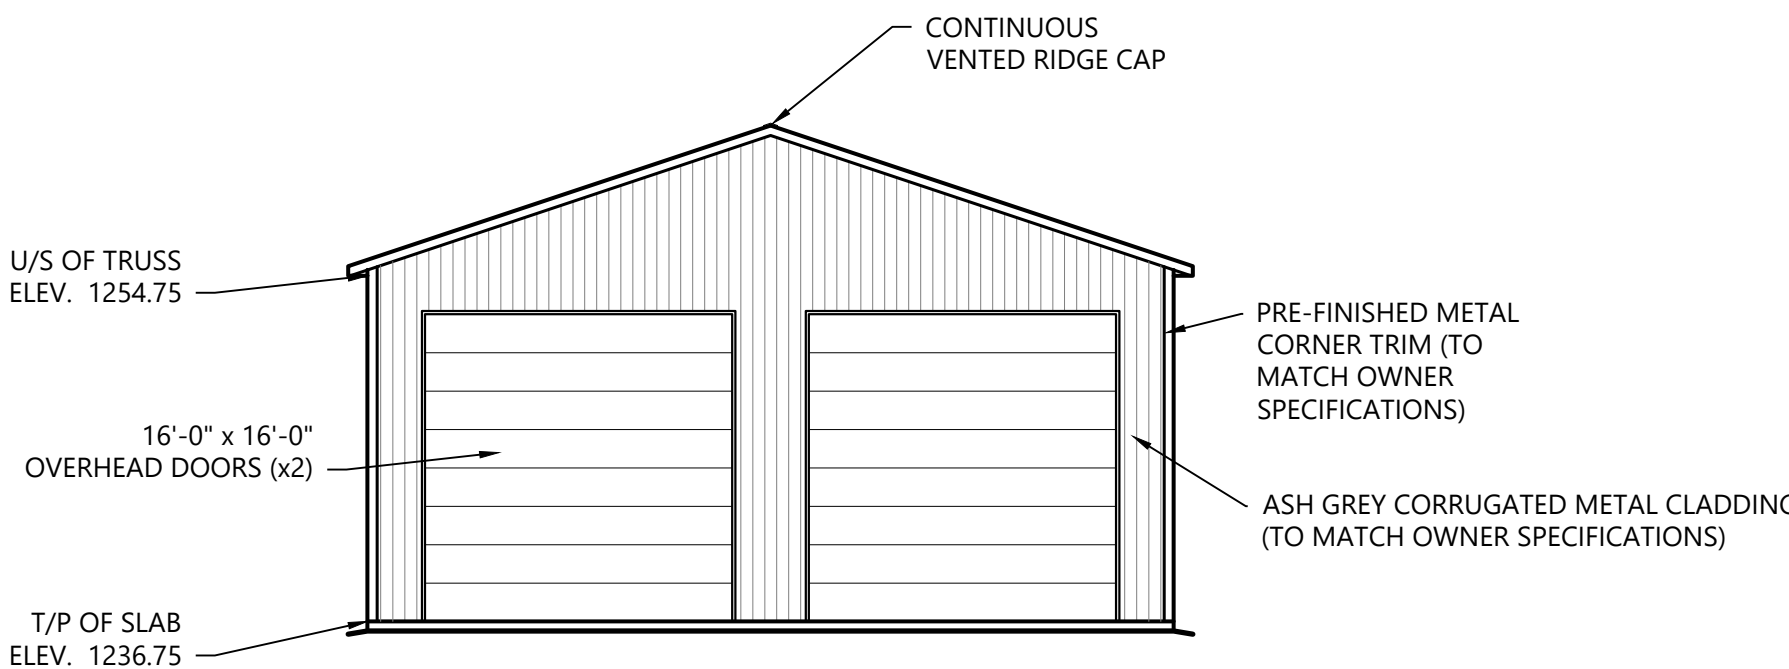 CONTINUOUS
VENTED RIDGE CAP
U/S OF TRUSS
ELEV. 1254.75
PRE-FINISHED METAL
CORNER TRIM (TO
MATCH OWNER
SPECIFICATIONS)
16'-0" x 16'-0"
OVERHEAD DOORS (x2)
ASH GREY CORRUGATED METAL CLADDING
(TO MATCH OWNER SPECIFICATIONS)
T/P OF SLAB
ELEV. 1236.75